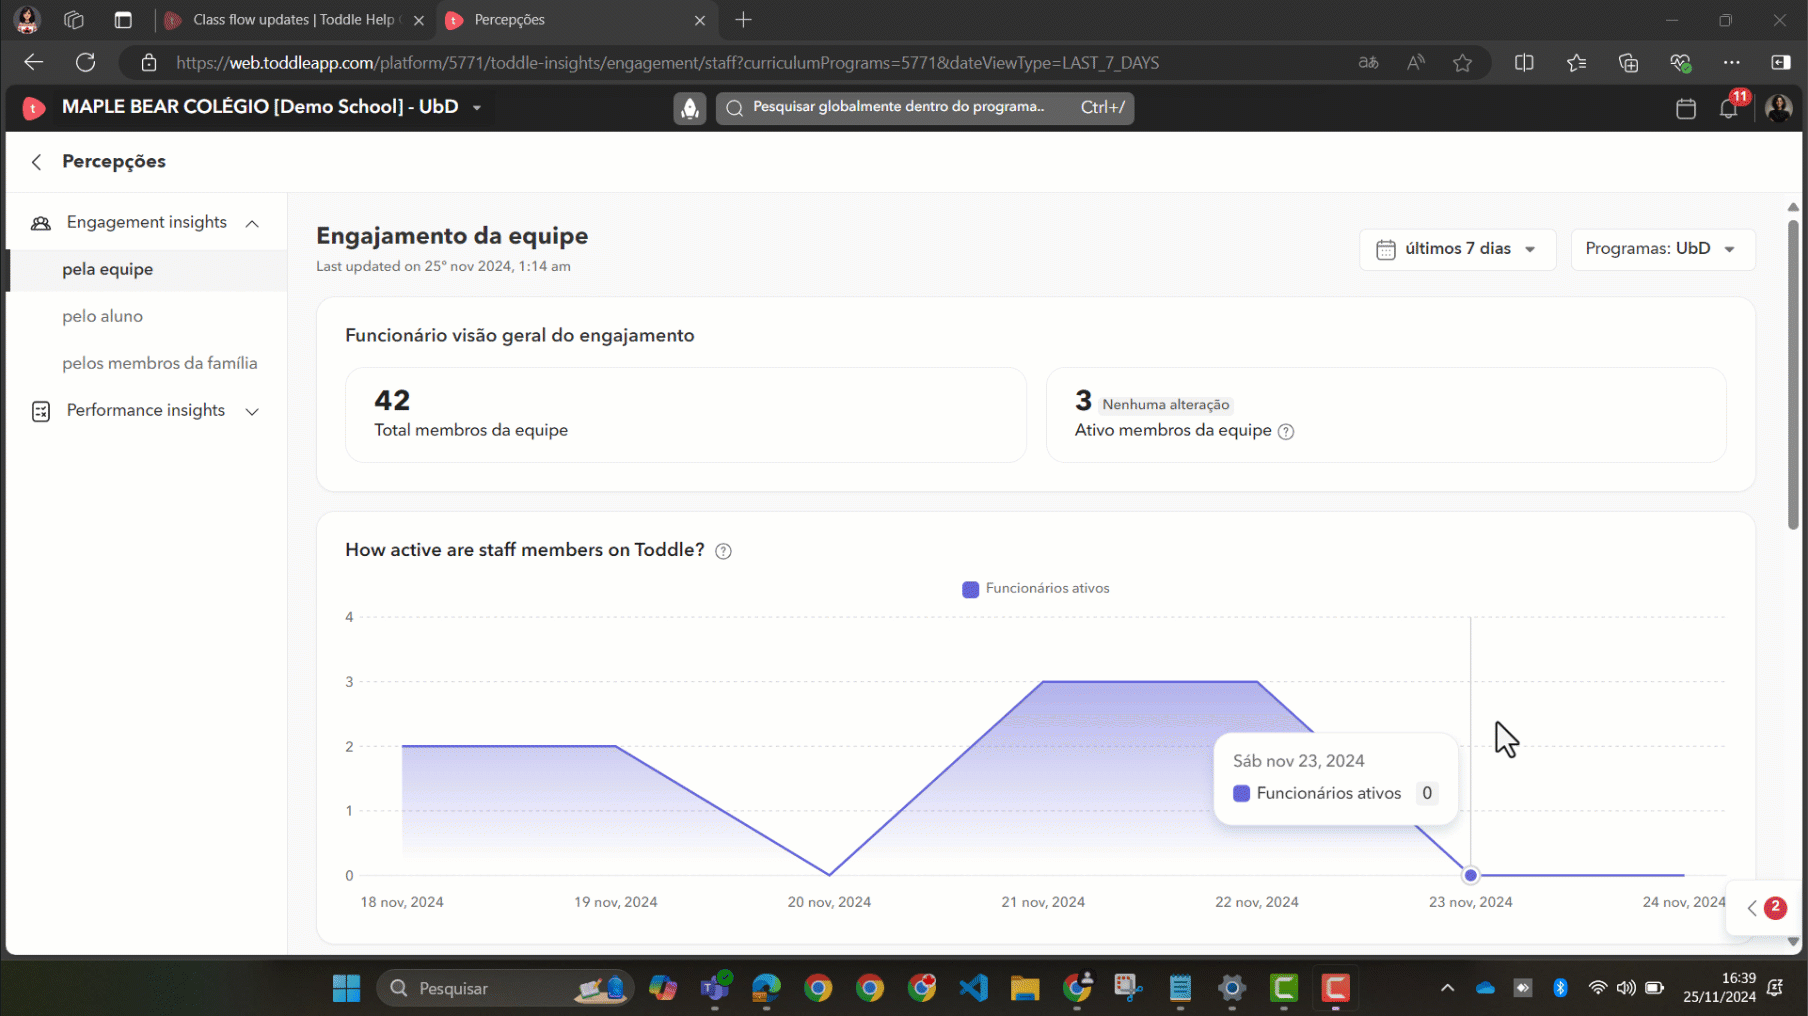 Class flow updates | Toddle Help
Percepções
https://web.toddleapp.com/platform/5771/toddle-insights/engagement/staff?curriculumPrograms=5771&dateViewType=LAST_7_DAYS
MAPLE BEAR COLÉGIO [Demo School] - UbD
Pesquisar globalmente dentro do programa.. Ctrl+/
11
Percepções
Engagement insights
pela equipe
pelo aluno
pelos membros da família
Performance insights
Engajamento da equipe
Last updated on 25º nov 2024, 1:14 am
últimos 7 dias
Programas: UbD
Funcionário visão geral do engajamento
42
Total membros da equipe
3 Nenhuma alteração
Ativo membros da equipe ?
How active are staff members on Toddle? ?
Funcionários ativos
4
3
2
1
0
Sáb nov 23, 2024
Funcionários ativos 0
18 nov, 2024 19 nov, 2024 20 nov, 2024 21 nov, 2024 22 nov, 2024 23 nov, 2024 24 nov, 2024
2
Pesquisar
16:39
25/11/2024